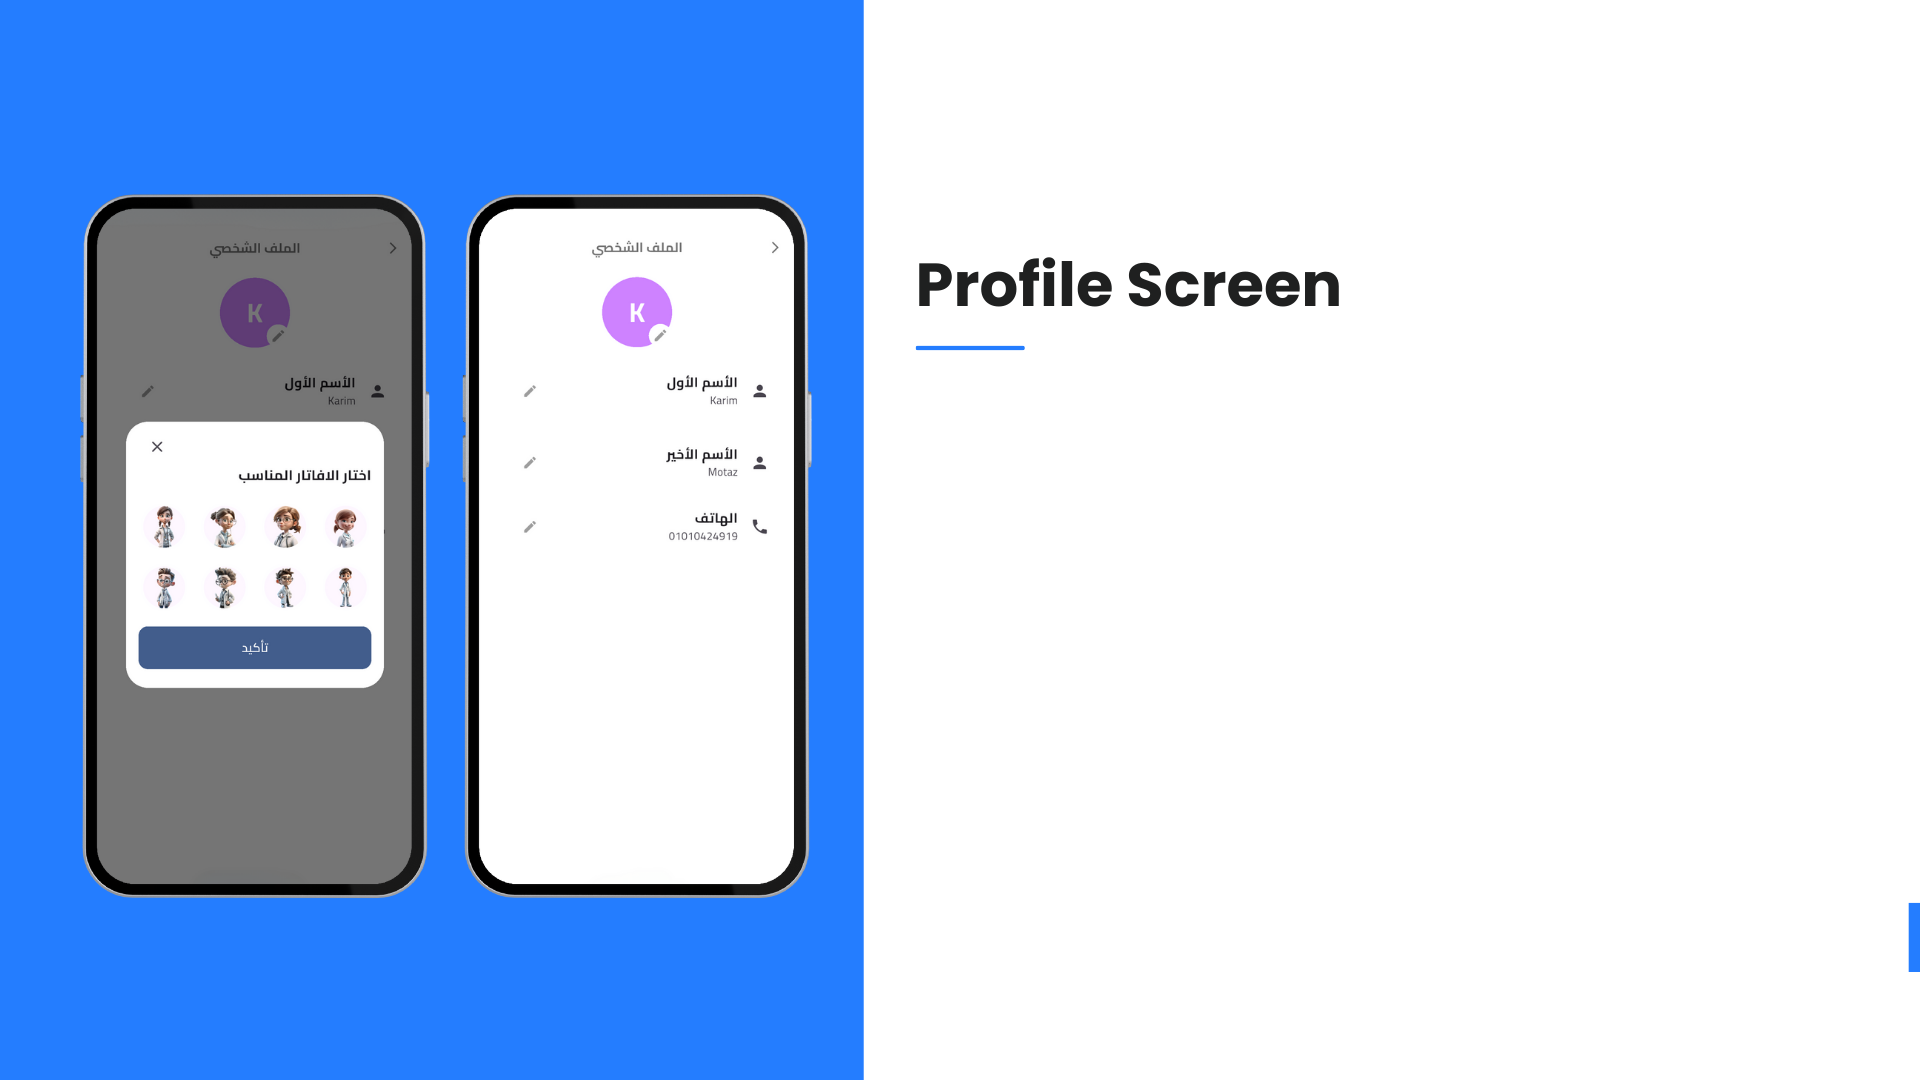 الملف الشخصي
K
الأسم الأول
Karim
اختار الافاتار المناسب
تأكيد
الملف الشخصي
K
الأسم الأول
Karim
الأسم الأخير
Motaz
الهاتف
01010424919
Profile Screen